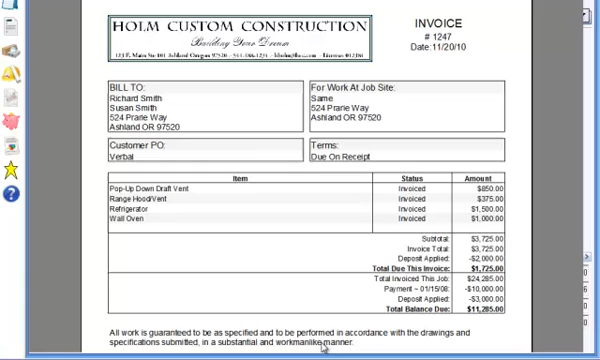 HOLM CUSTOM CONSTRUCTION
Building Your Dream
INVOICE
# 1247
Date:11/20/10
BILL TO:
Richard Smith
Susan Smith
524 Prarie Way
Ashland OR 97520
For Work At Job Site:
Same
524 Prarie Way
Ashland OR 97520
Customer PO:
Verbal
Terms:
Due On Receipt
Item Status Amount
Pop-Up Down Draft Vent Invoiced $850.00
Range Hood/Vent Invoiced $375.00
Refrigerator Invoiced $1,500.00
Wall Oven Invoiced $1,000.00
Subtotal: $3,725.00
Invoice Total: $3,725.00
Deposit Applied: -$2,000.00
Total Due This Invoice: $1,725.00
Total Invoiced This Job: $24,285.00
Payment ~ 01/15/08: -$10,000.00
Deposit Applied: -$3,000.00
Total Balance Due: $11,285.00
All work is guaranteed to be as specified and to be performed in accordance with the drawings and
specifications submitted, in a substantial and workmanlike manner.